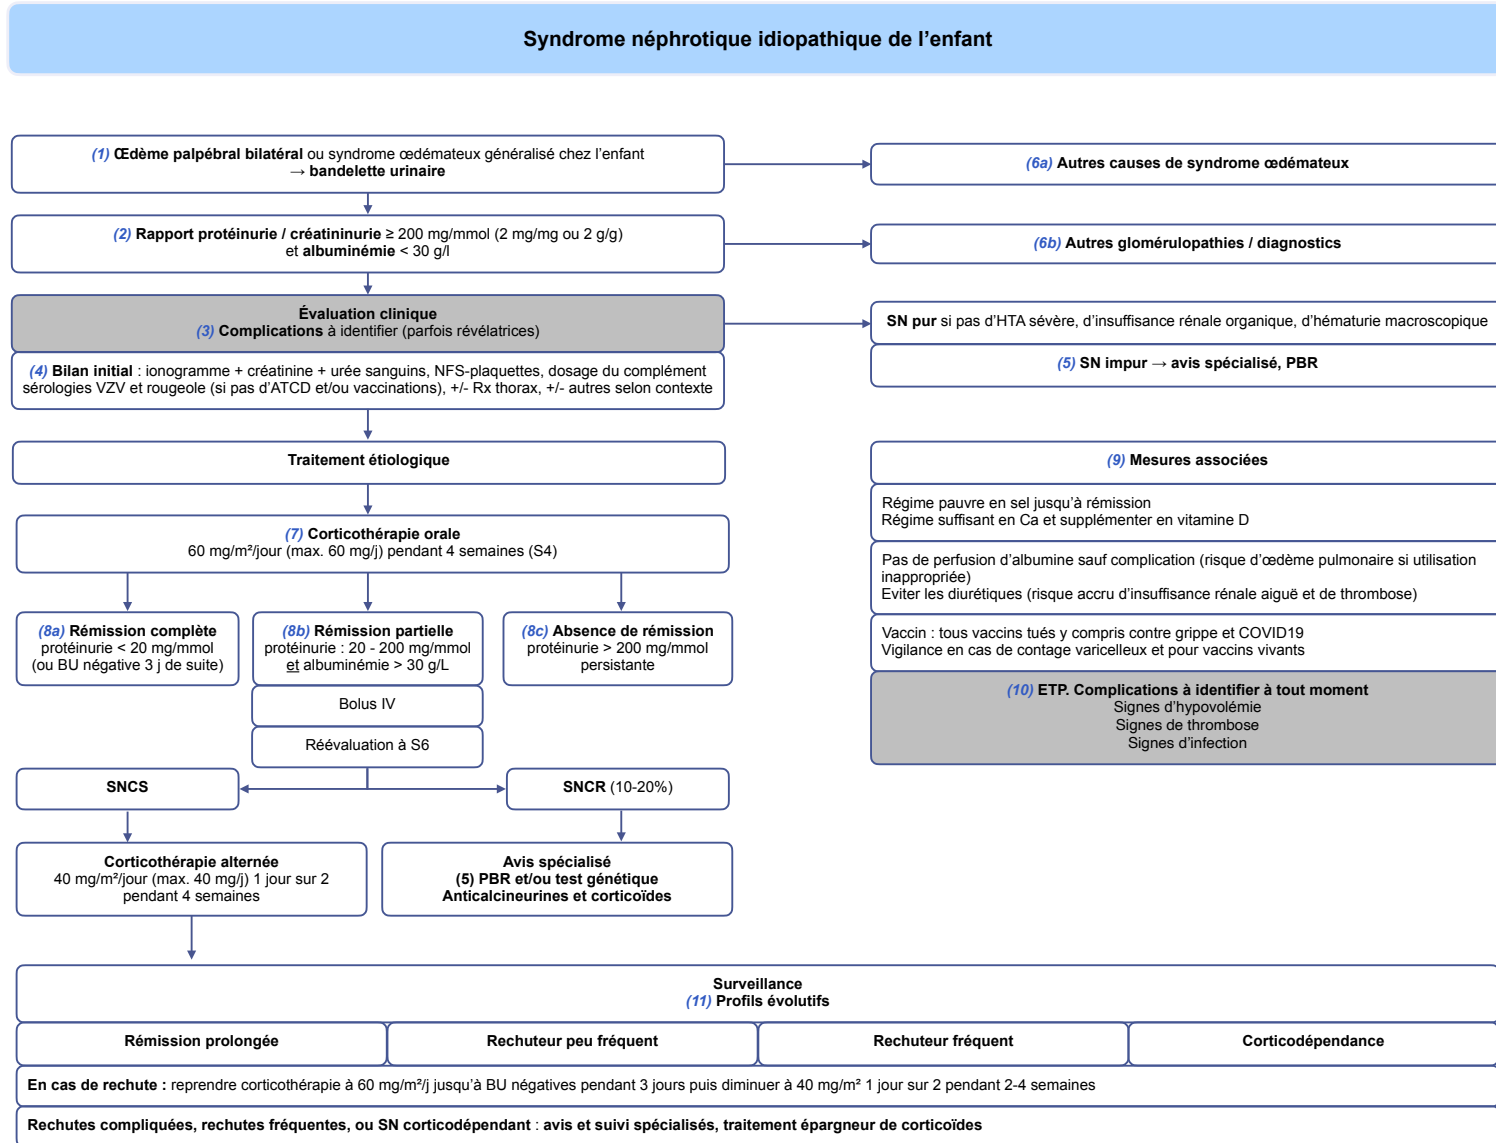 Syndrome néphrotique idiopathique de l'enfant
(1) Œdème palpébral bilatéral ou syndrome œdémateux généralisé chez l'enfant
→ bandelette urinaire
(6a) Autres causes de syndrome œdémateux
(2) Rapport protéinurie / créatininurie ≥ 200 mg/mmol (2 mg/mg ou 2 g/g)
et albuminémie < 30 g/l
(6b) Autres glomérulopathies / diagnostics
Évaluation clinique
(3) Complications à identifier (parfois révélatrices)
SN pur si pas d'HTA sévère, d'insuffisance rénale organique, d'hématurie macroscopique
(4) Bilan initial : ionogramme + créatinine + urée sanguins, NFS-plaquettes, dosage du complément
sérologies VZV et rougeole (si pas d'ATCD et/ou vaccinations), +/- Rx thorax, +/- autres selon contexte
(5) SN impur → avis spécialisé, PBR
Traitement étiologique
(7) Corticothérapie orale
60 mg/m²/jour (max. 60 mg/j) pendant 4 semaines (S4)
(8a) Rémission complète
protéinurie < 20 mg/mmol
(ou BU négative 3 j de suite)
(8b) Rémission partielle
protéinurie : 20 - 200 mg/mmol
et albuminémie > 30 g/L
(8c) Absence de rémission
protéinurie > 200 mg/mmol
persistante
Bolus IV
Réévaluation à S6
SNCS
SNCR (10-20%)
Corticothérapie alternée
40 mg/m²/jour (max. 40 mg/j) 1 jour sur 2
pendant 4 semaines
Avis spécialisé
(5) PBR et/ou test génétique
Anticalcineurines et corticoïdes
(9) Mesures associées
Régime pauvre en sel jusqu'à rémission
Régime suffisant en Ca et supplémenter en vitamine D
Pas de perfusion d'albumine sauf complication (risque d'œdème pulmonaire si utilisation
inappropriée)
Eviter les diurétiques (risque accru d'insuffisance rénale aiguë et de thrombose)
Vaccin : tous vaccins tués y compris contre grippe et COVID19
Vigilance en cas de contage varicelleux et pour vaccins vivants
(10) ETP. Complications à identifier à tout moment
Signes d'hypovolémie
Signes de thrombose
Signes d'infection
Surveillance
(11) Profils évolutifs
Rémission prolongée
Rechuteur peu fréquent
Rechuteur fréquent
Corticodépendance
En cas de rechute : reprendre corticothérapie à 60 mg/m²/j jusqu'à BU négatives pendant 3 jours puis diminuer à 40 mg/m² 1 jour sur 2 pendant 2-4 semaines
Rechutes compliquées, rechutes fréquentes, ou SN corticodépendant : avis et suivi spécialisés, traitement épargneur de corticoïdes